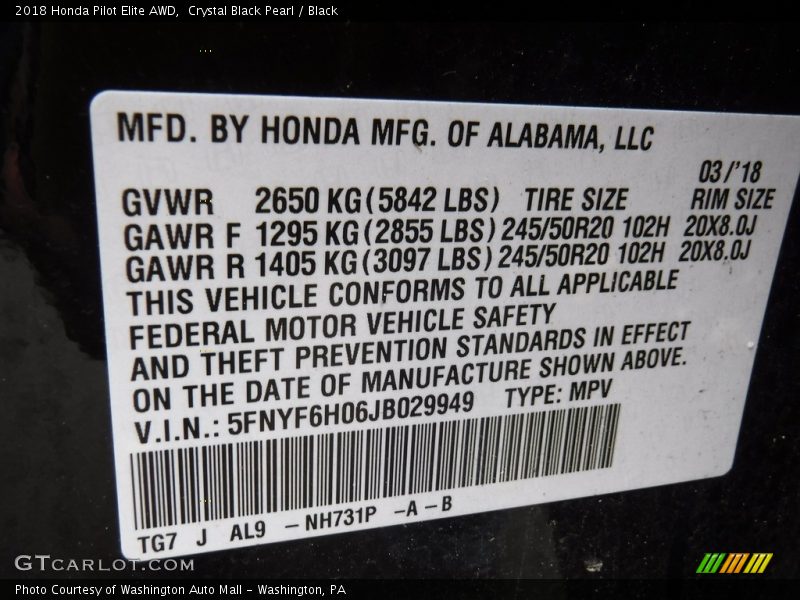 2018 Honda Pilot Elite AWD,  Crystal Black Pearl / Black
MFD. BY HONDA MFG. OF ALABAMA, LLC
03/'18
GVWR 2650 KG (5842 LBS) TIRE SIZE RIM SIZE
GAWR F 1295 KG (2855 LBS) 245/50R20 102H 20X8.0J
GAWR R 1405 KG (3097 LBS) 245/50R20 102H 20X8.0J
THIS VEHICLE CONFORMS TO ALL APPLICABLE
FEDERAL MOTOR VEHICLE SAFETY
AND THEFT PREVENTION STANDARDS IN EFFECT
ON THE DATE OF MANUFACTURE SHOWN ABOVE.
V.I.N.: 5FNYF6H06JB029949 TYPE: MPV
TG7 J AL9 – NH731P –A – B
GTCARLOT.COM
Photo Courtesy of Washington Auto Mall – Washington, PA